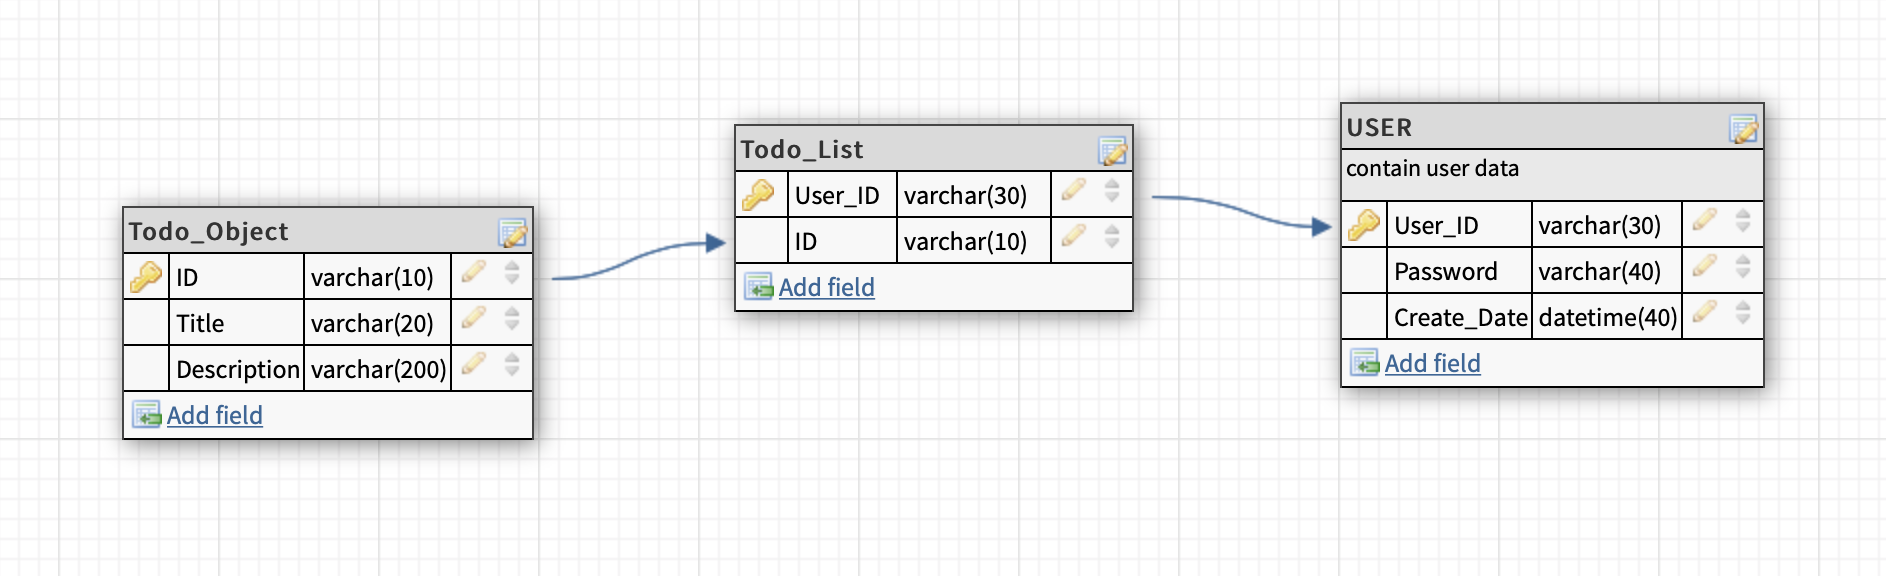 Todo_Object
ID varchar(10)
Title varchar(20)
Description varchar(200)
Add field
Todo_List
User_ID varchar(30)
ID varchar(10)
Add field
USER
contain user data
User_ID varchar(30)
Password varchar(40)
Create_Date datetime(40)
Add field